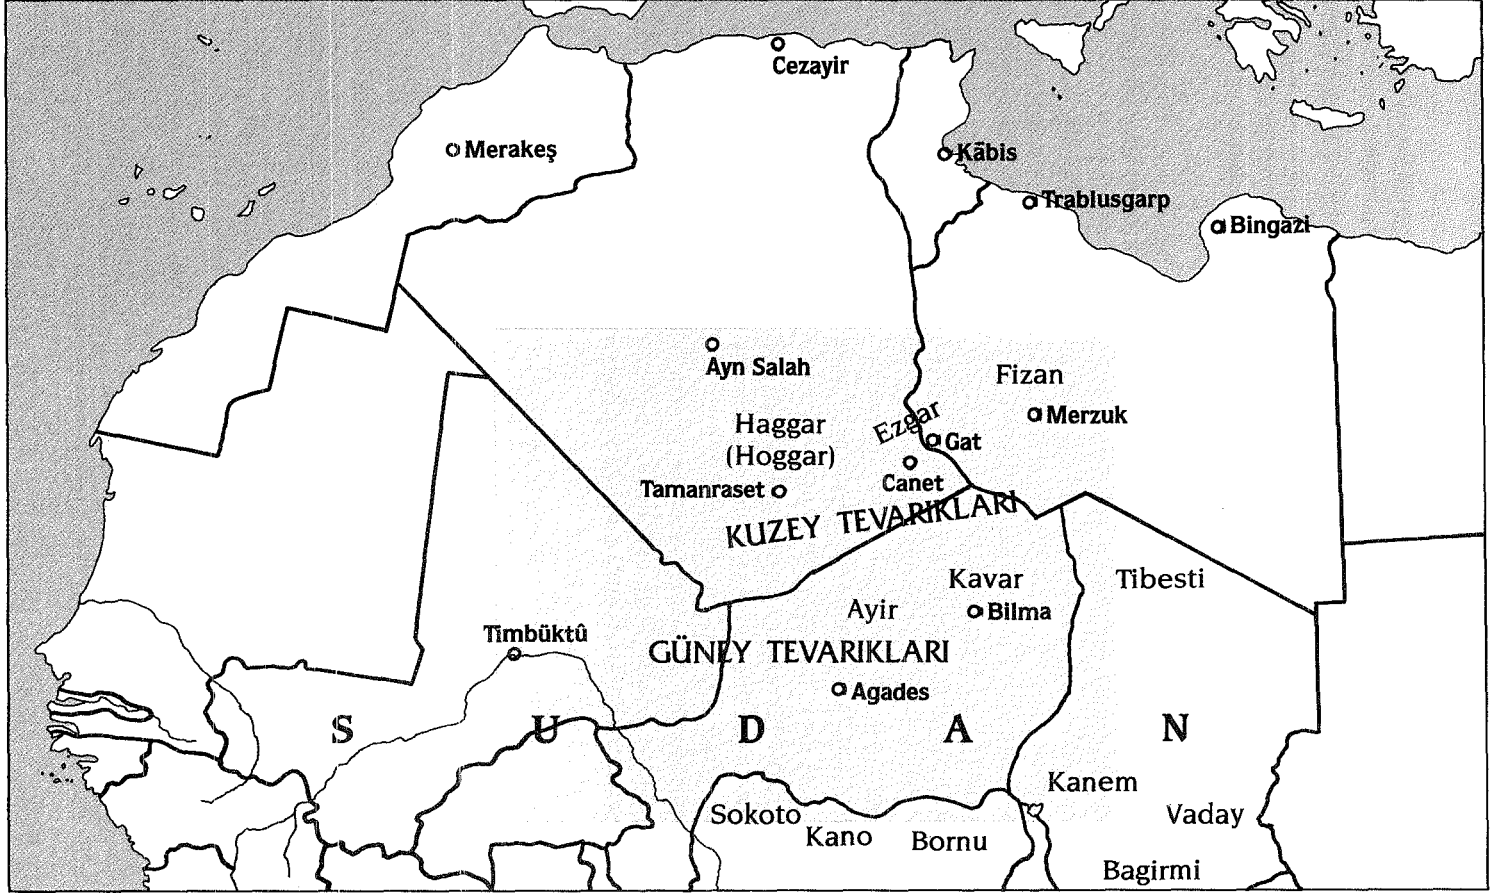 Cezayir
Merakeş
Kābis
Trablusgarp
Bingazi
Ayn Salah
Fizan
Merzuk
Haggar
(Hoggar)
Ezgar
Gat
Canet
Tamanraset
KUZEY TEVARIKLARI
Kavar
Tibesti
Ayir
Bilma
Timbüktû
GÜNEY TEVARIKLARI
Agades
S U D A N
Kanem
Sokoto
Vaday
Kano
Bornu
Bagirmi